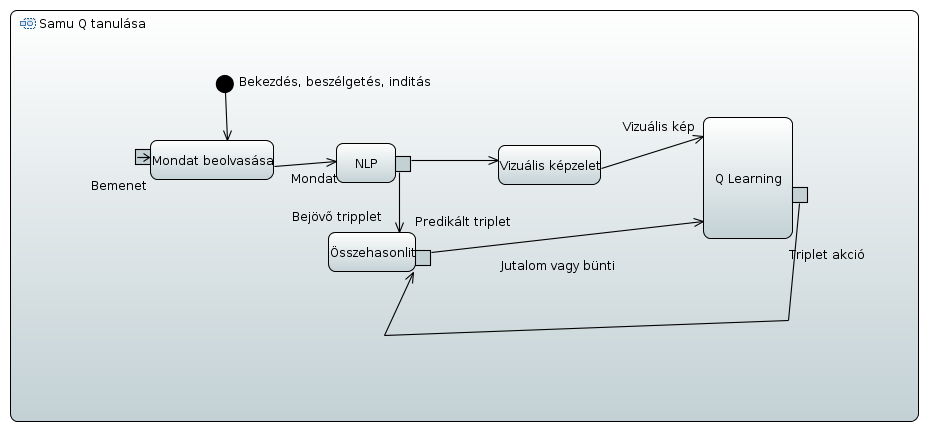 Samu Q tanulása
Bekezdés, beszélgetés, inditás
Vizuális kép
Mondat beolvasása
NLP
Vizuális képzelet
Q Learning
Bemenet
Mondat
Bejövő tripplet
Predikált triplet
Összehasonlit
Jutalom vagy bünti
Triplet akció